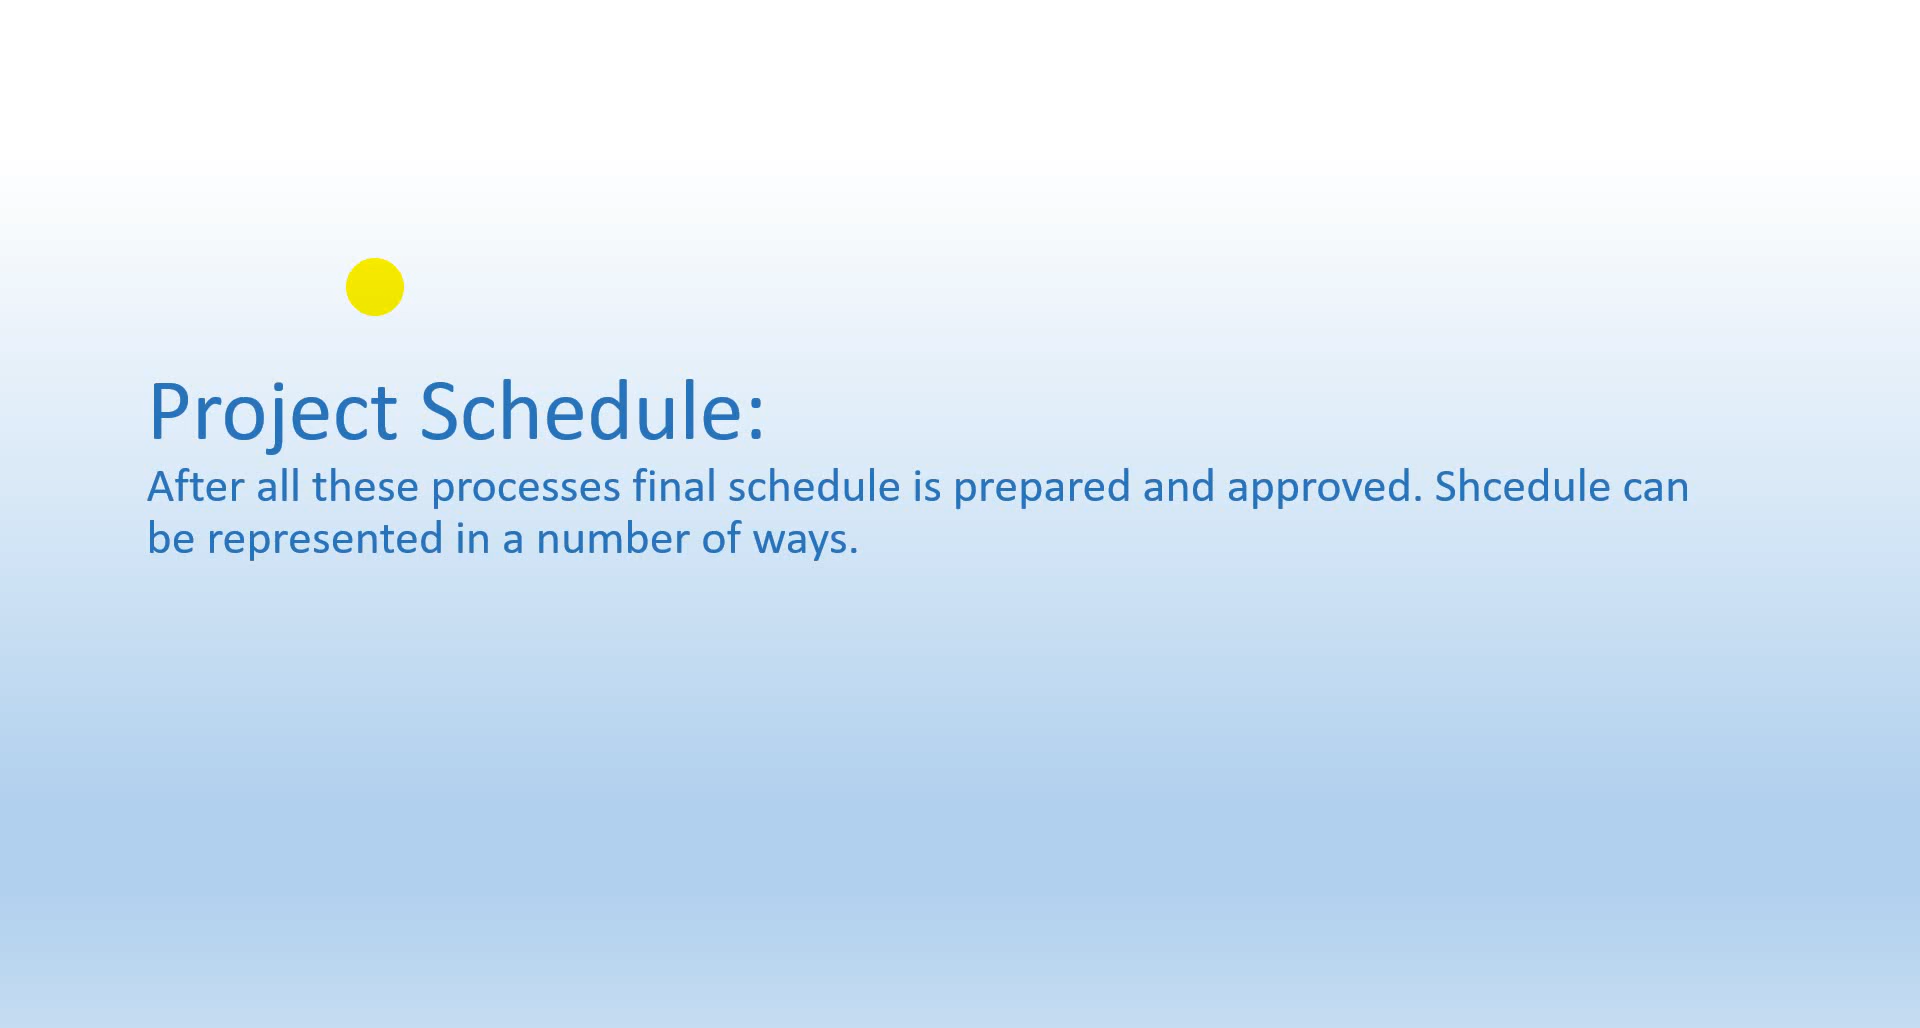 Project Schedule:
After all these processes final schedule is prepared and approved. Shcedule can
be represented in a number of ways.